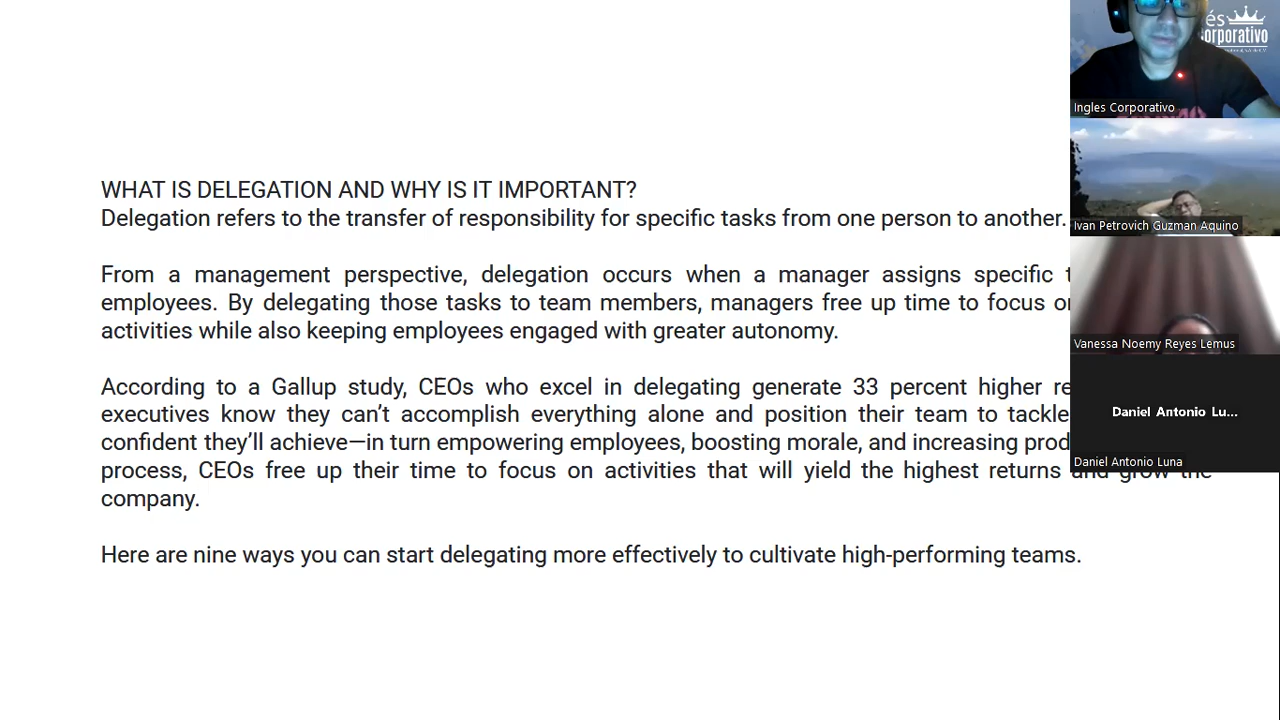 WHAT IS DELEGATION AND WHY IS IT IMPORTANT?
Delegation refers to the transfer of responsibility for specific tasks from one person to another.
From a management perspective, delegation occurs when a manager assigns specific
employees. By delegating those tasks to team members, managers free up time to focus
activities while also keeping employees engaged with greater autonomy.
According to a Gallup study, CEOs who excel in delegating generate 33 percent higher
executives know they can’t accomplish everything alone and position their team to tackle
confident they’ll achieve—in turn empowering employees, boosting morale, and increasing
process, CEOs free up their time to focus on activities that will yield the highest returns and grow the
company.
Here are nine ways you can start delegating more effectively to cultivate high-performing teams.
és
orporativo
Ingles Corporativo
Ivan Petrovich Guzman Aquino
Vanessa Noemy Reyes Lemus
Daniel Antonio Lu...
Daniel Antonio Luna